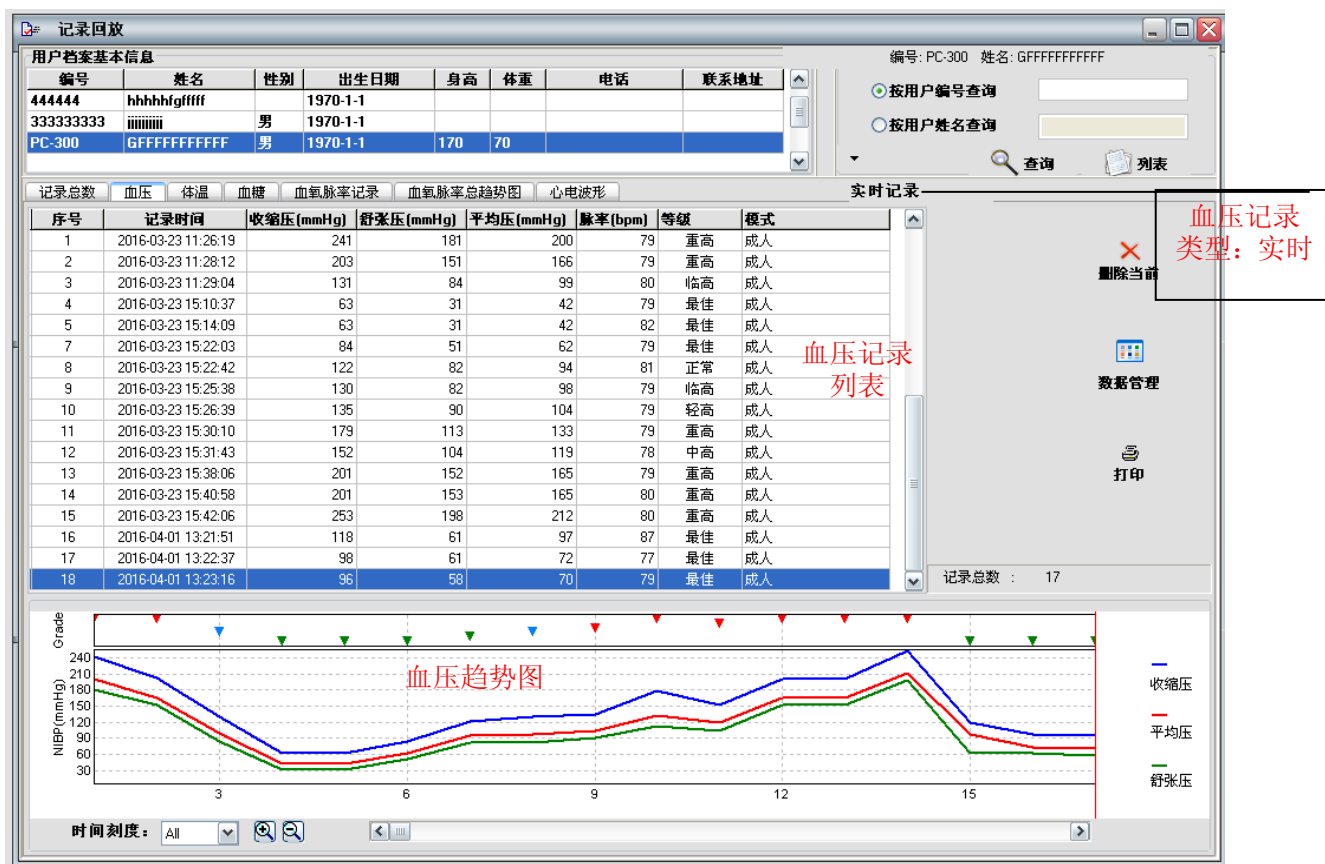 记录回放
用户档案基本信息
编号: PC-300 姓名: GFFFFFFFFFFF
编号 姓名 性别 出生日期 身高 体重 电话 联系地址
444444 hhhhhfgfffff 1970-1-1
333333333 iiiiiiiiii 男 1970-1-1
PC-300 GFFFFFFFFFFF 男 1970-1-1 170 70
按用户编号查询
按用户姓名查询
查询 列表
记录总数 血压 体温 血糖 血氧脉率记录 血氧脉率总趋势图 心电波形
实时记录
序号 记录时间 收缩压(mmHg) 舒张压(mmHg) 平均压(mmHg) 脉率(bpm) 等级 模式
1 2016-03-23 11:26:19 241 181 200 79 重高 成人
2 2016-03-23 11:28:12 203 151 166 79 重高 成人
3 2016-03-23 11:29:04 131 84 99 80 临高 成人
4 2016-03-23 15:10:37 63 31 42 79 最佳 成人
5 2016-03-23 15:14:09 63 31 42 82 最佳 成人
7 2016-03-23 15:22:03 84 51 62 79 最佳 成人
8 2016-03-23 15:22:42 122 82 94 81 正常 成人
9 2016-03-23 15:25:38 130 82 98 79 临高 成人
10 2016-03-23 15:26:39 135 90 104 79 轻高 成人
11 2016-03-23 15:30:10 179 113 133 79 重高 成人
12 2016-03-23 15:31:43 152 104 119 78 中高 成人
13 2016-03-23 15:38:06 201 152 165 79 重高 成人
14 2016-03-23 15:40:58 201 153 165 80 重高 成人
15 2016-03-23 15:42:06 253 198 212 80 重高 成人
16 2016-04-01 13:21:51 118 61 97 87 最佳 成人
17 2016-04-01 13:22:37 98 61 72 77 最佳 成人
18 2016-04-01 13:23:16 96 58 70 79 最佳 成人
血压记录
列表
血压记录
类型：实时
删除当前
数据管理
打印
记录总数 : 17
Grade
血压趋势图
NIBP(mmHg)
240
210
180
150
120
90
60
30
3 6 9 12 15
收缩压
平均压
舒张压
时间刻度： All